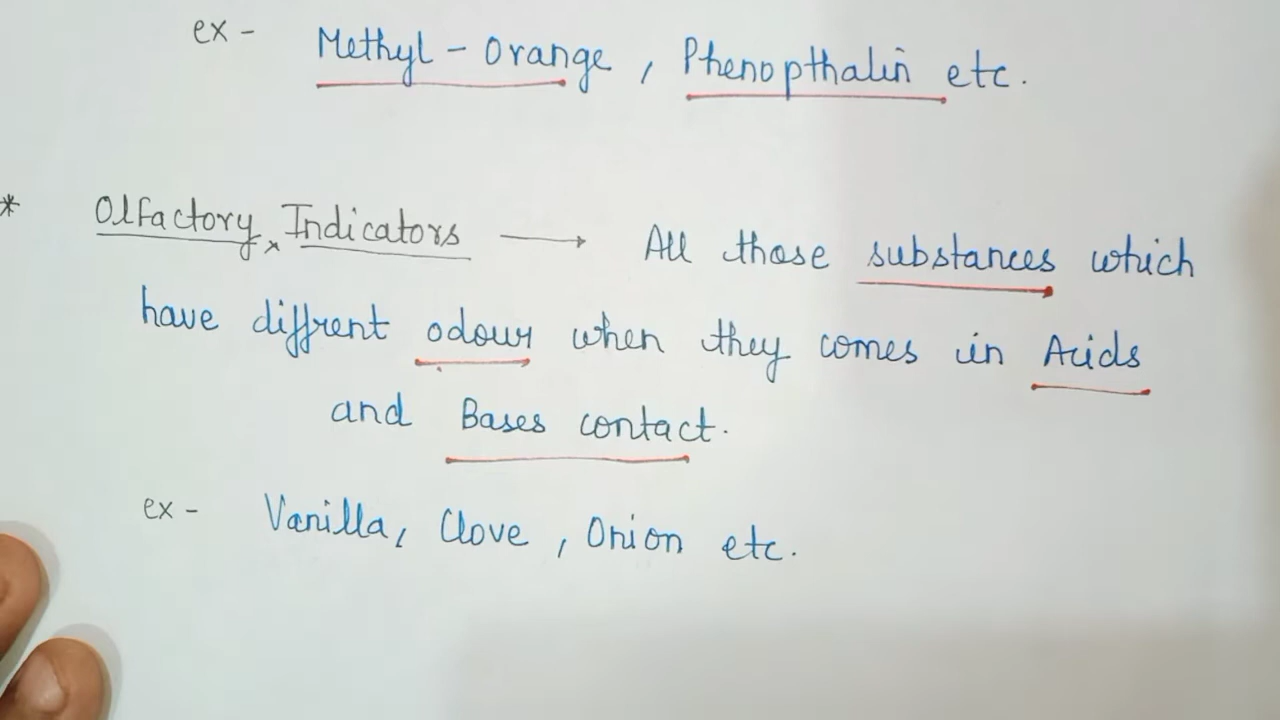 ex - Methyl - Orange , Phenopthalin etc.
* Olfactory Indicators → All those substances which
have diffrent odour when they comes in Acids
and Bases contact.
ex - Vanilla, Clove , Onion etc.